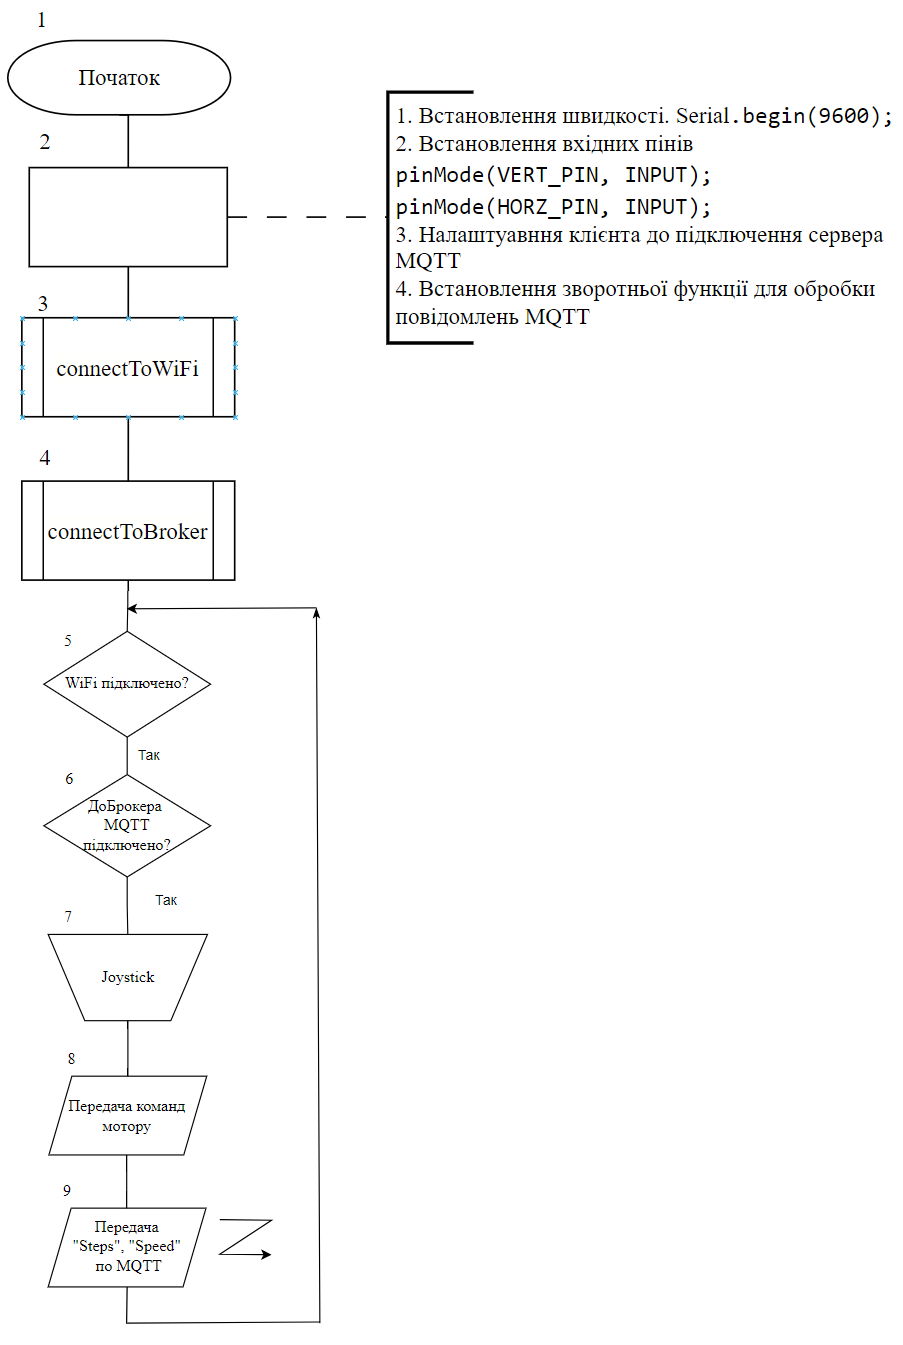 1
Початок
2
1. Встановлення швидкості. Serial.begin(9600);
2. Встановлення вхідних пінів
pinMode(VERT_PIN, INPUT);
pinMode(HORZ_PIN, INPUT);
3. Налаштуавння клієнта до підключення сервера
MQTT
4. Встановлення зворотньої функції для обробки
повідомлень MQTT
3
connectToWiFi
4
connectToBroker
5
WiFi підключено?
Так
6
ДоБрокера
MQTT
підключено?
Так
7
Joystick
8
Передача команд
мотору
9
Передача
"Steps", "Speed"
по MQTT